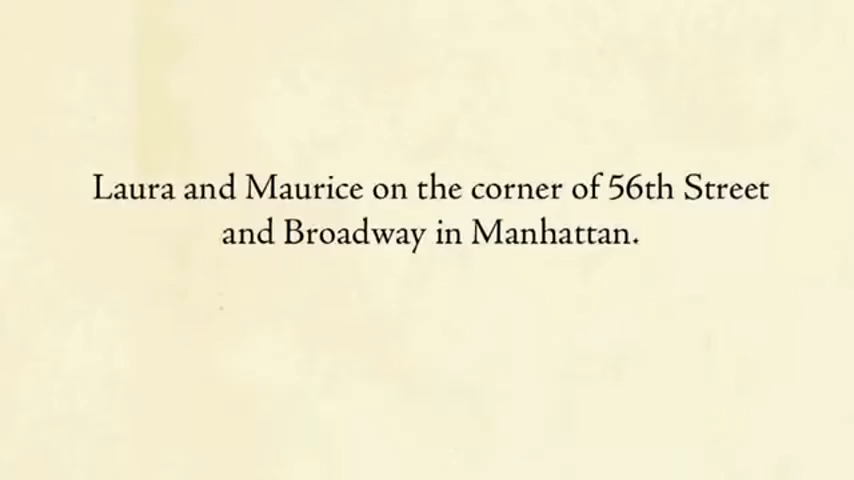 Laura and Maurice on the corner of 56th Street
and Broadway in Manhattan.